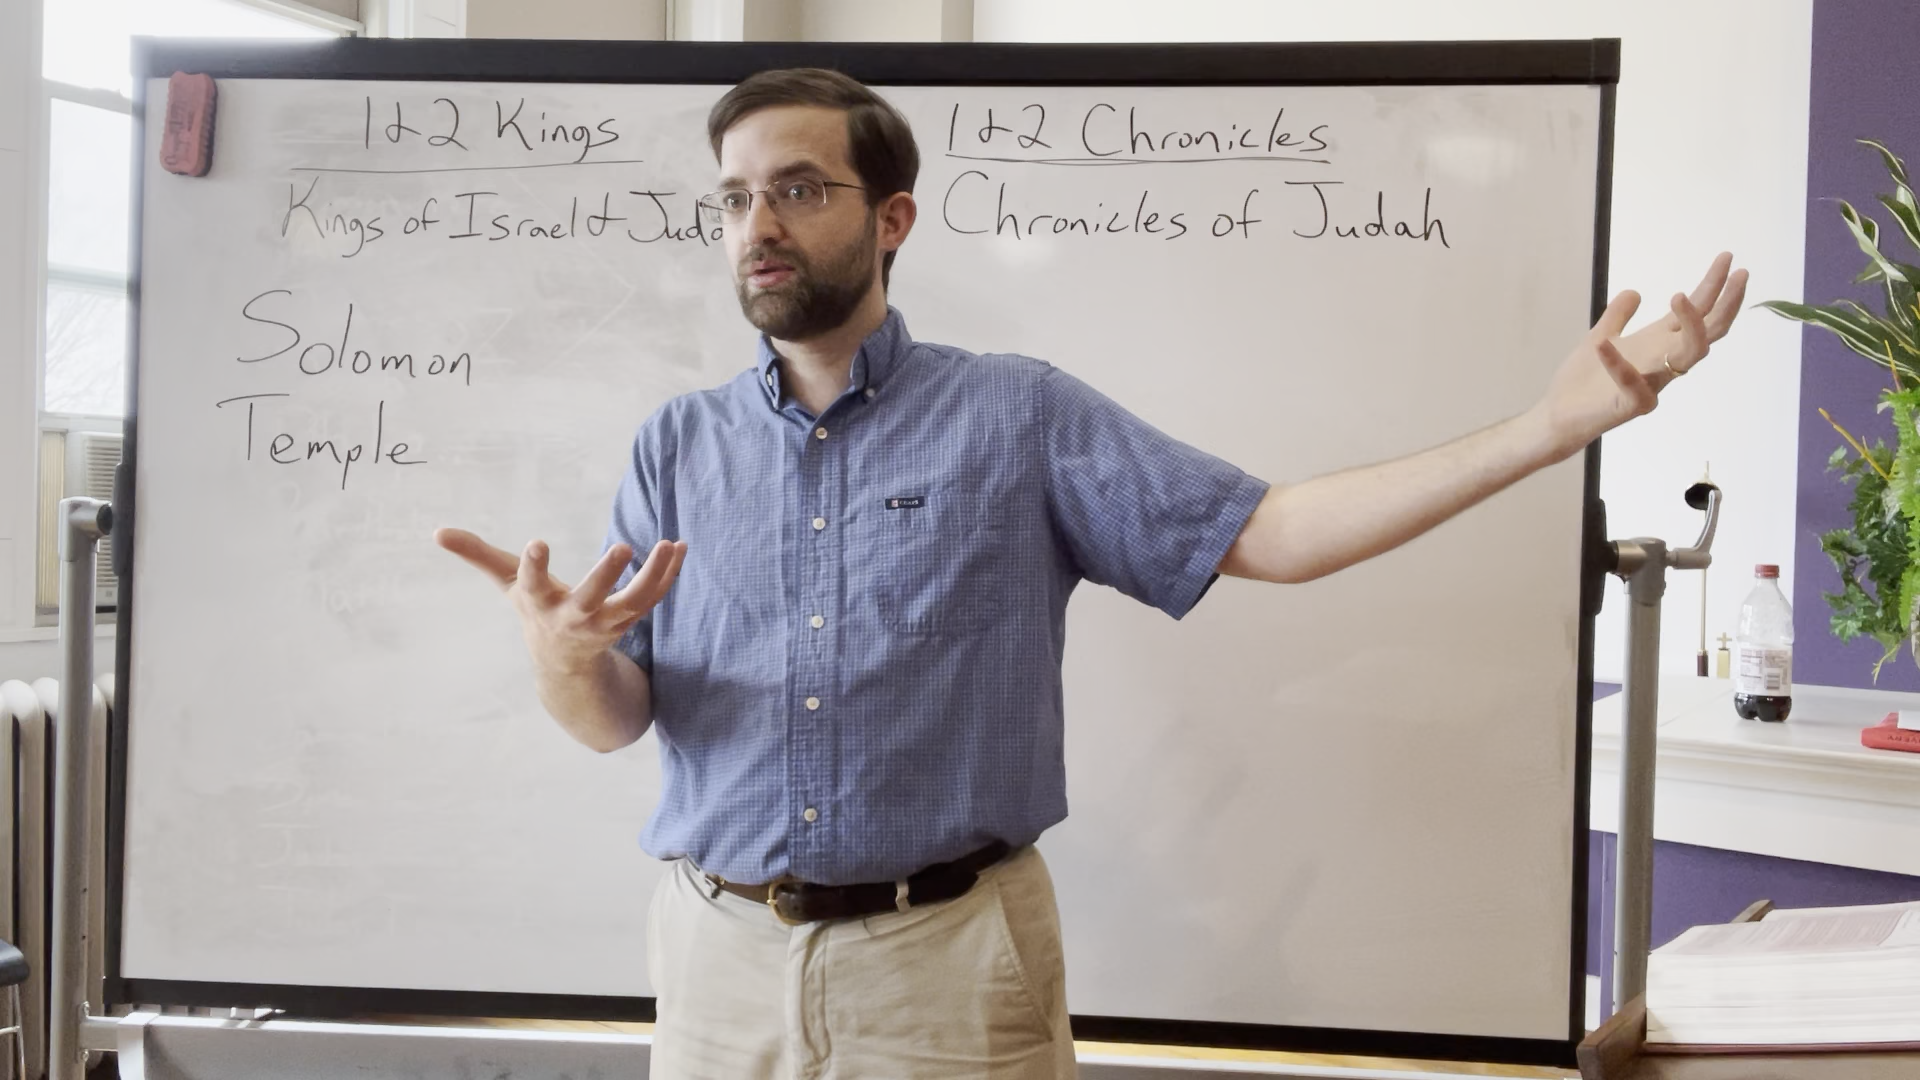 1 & 2 Kings
Kings of Israel & Juda
Solomon
Temple
1 & 2 Chronicles
Chronicles of Judah